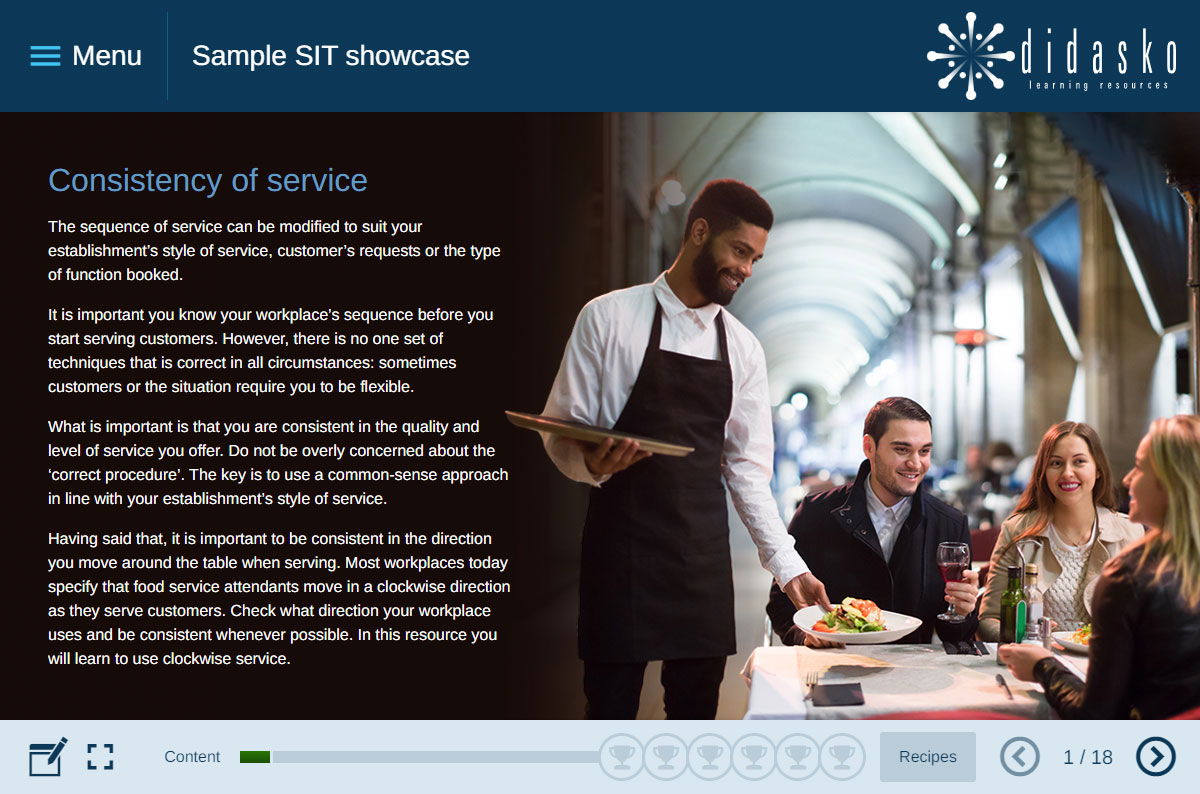 Menu
Sample SIT showcase
didasko
learning resources
Consistency of service
The sequence of service can be modified to suit your
establishment’s style of service, customer’s requests or the type
of function booked.
It is important you know your workplace’s sequence before you
start serving customers. However, there is no one set of
techniques that is correct in all circumstances: sometimes
customers or the situation require you to be flexible.
What is important is that you are consistent in the quality and
level of service you offer. Do not be overly concerned about the
‘correct procedure’. The key is to use a common-sense approach
in line with your establishment’s style of service.
Having said that, it is important to be consistent in the direction
you move around the table when serving. Most workplaces today
specify that food service attendants move in a clockwise direction
as they serve customers. Check what direction your workplace
uses and be consistent whenever possible. In this resource you
will learn to use clockwise service.
Content
Recipes
1 / 18